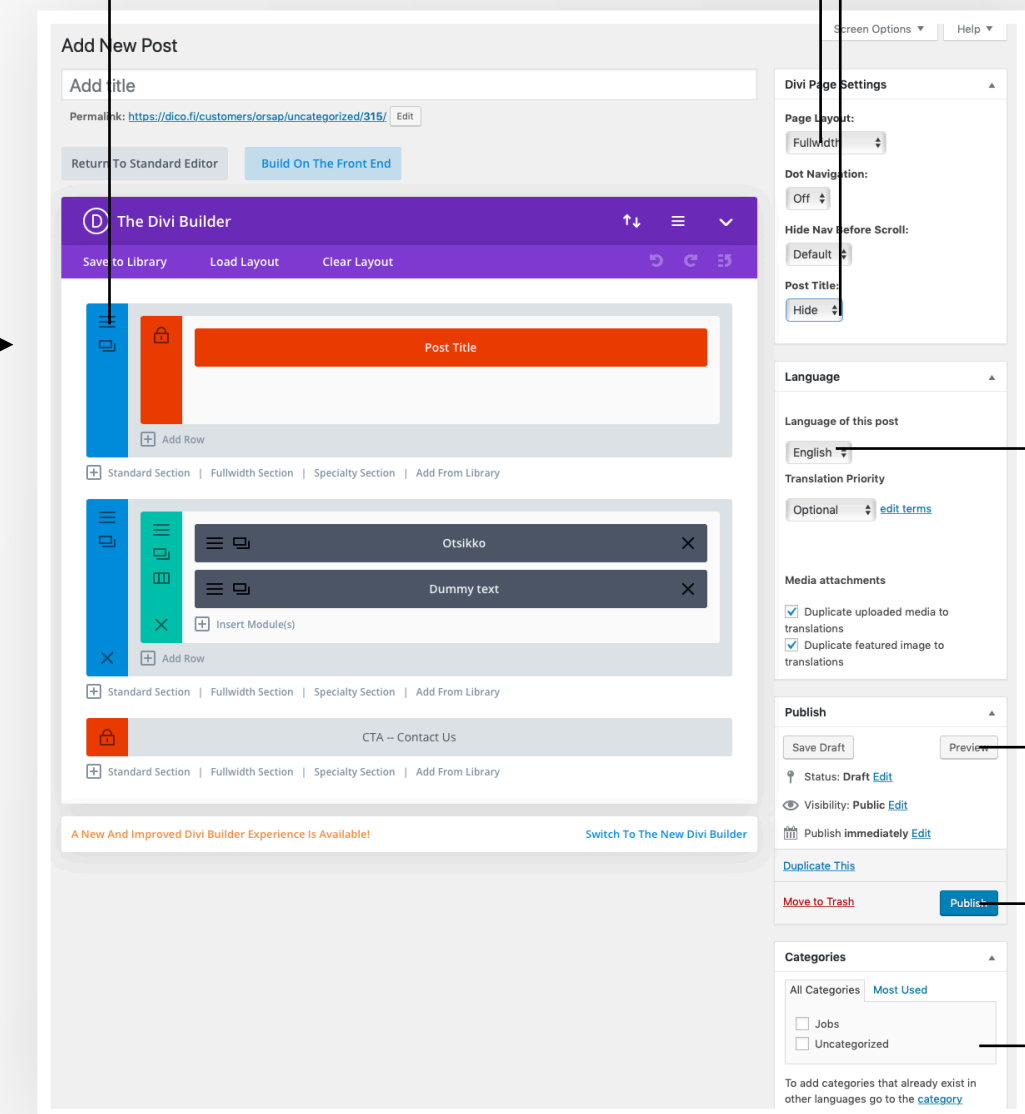 Screen Options ▼ Help ▼
Add New Post
Add title
Permalink: https://dico.fi/customers/orsap/uncategorized/315/ Edit
Return To Standard Editor Build On The Front End
D The Divi Builder
Save to Library Load Layout Clear Layout
Post Title
Add Row
Standard Section | Fullwidth Section | Specialty Section | Add From Library
Otsikko
Dummy text
Insert Module(s)
Add Row
Standard Section | Fullwidth Section | Specialty Section | Add From Library
CTA -- Contact Us
Standard Section | Fullwidth Section | Specialty Section | Add From Library
A New And Improved Divi Builder Experience Is Available! Switch To The New Divi Builder
Divi Page Settings
Page Layout:
Fullwidth
Dot Navigation:
Off
Hide Nav Before Scroll:
Default
Post Title:
Hide
Language
Language of this post
English
Translation Priority
Optional edit terms
Media attachments
Duplicate uploaded media to
translations
Duplicate featured image to
translations
Publish
Save Draft Preview
Status: Draft Edit
Visibility: Public Edit
Publish immediately Edit
Duplicate This
Move to Trash Publish
Categories
All Categories Most Used
Jobs
Uncategorized
To add categories that already exist in
other languages go to the category